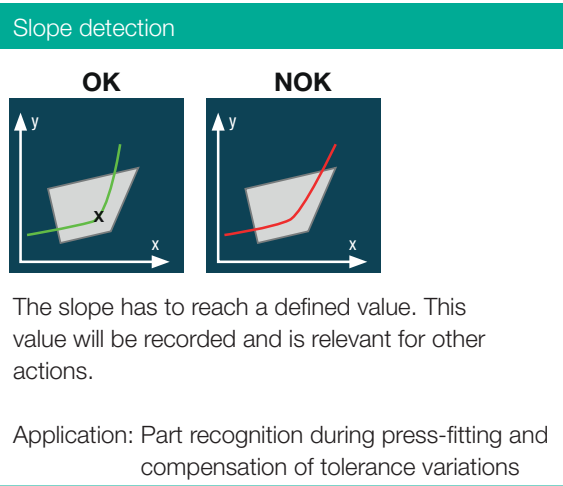 Slope detection
OK NOK
y y
x
x x
The slope has to reach a defined value. This
value will be recorded and is relevant for other
actions.
Application: Part recognition during press-fitting and
compensation of tolerance variations